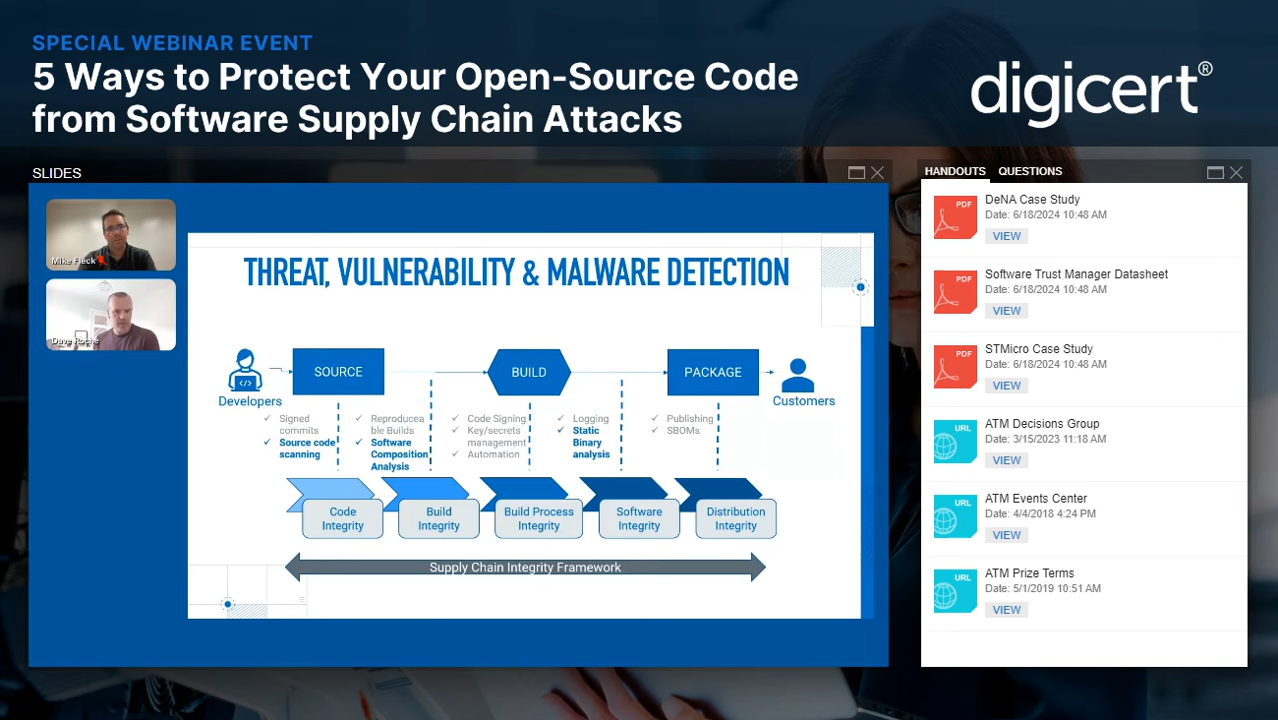 SPECIAL WEBINAR EVENT
5 Ways to Protect Your Open-Source Code
from Software Supply Chain Attacks
digicert®
SLIDES
Mike Fleck
Dave Roche
THREAT, VULNERABILITY & MALWARE DETECTION
Developers
SOURCE
BUILD
PACKAGE
Customers
Signed
commits
Source code
scanning
Reproducea
ble Builds
Software
Composition
Analysis
Code Signing
Key/secrets
management
Automation
Logging
Static
Binary
analysis
Publishing
SBOMs
Code
Integrity
Build
Integrity
Build Process
Integrity
Software
Integrity
Distribution
Integrity
Supply Chain Integrity Framework
HANDOUTS QUESTIONS
PDF
DeNA Case Study
Date: 6/18/2024 10:48 AM
VIEW
PDF
Software Trust Manager Datasheet
Date: 6/18/2024 10:48 AM
VIEW
PDF
STMicro Case Study
Date: 6/18/2024 10:48 AM
VIEW
URL
ATM Decisions Group
Date: 3/15/2023 11:18 AM
VIEW
URL
ATM Events Center
Date: 4/4/2018 4:24 PM
VIEW
URL
ATM Prize Terms
Date: 5/1/2019 10:51 AM
VIEW